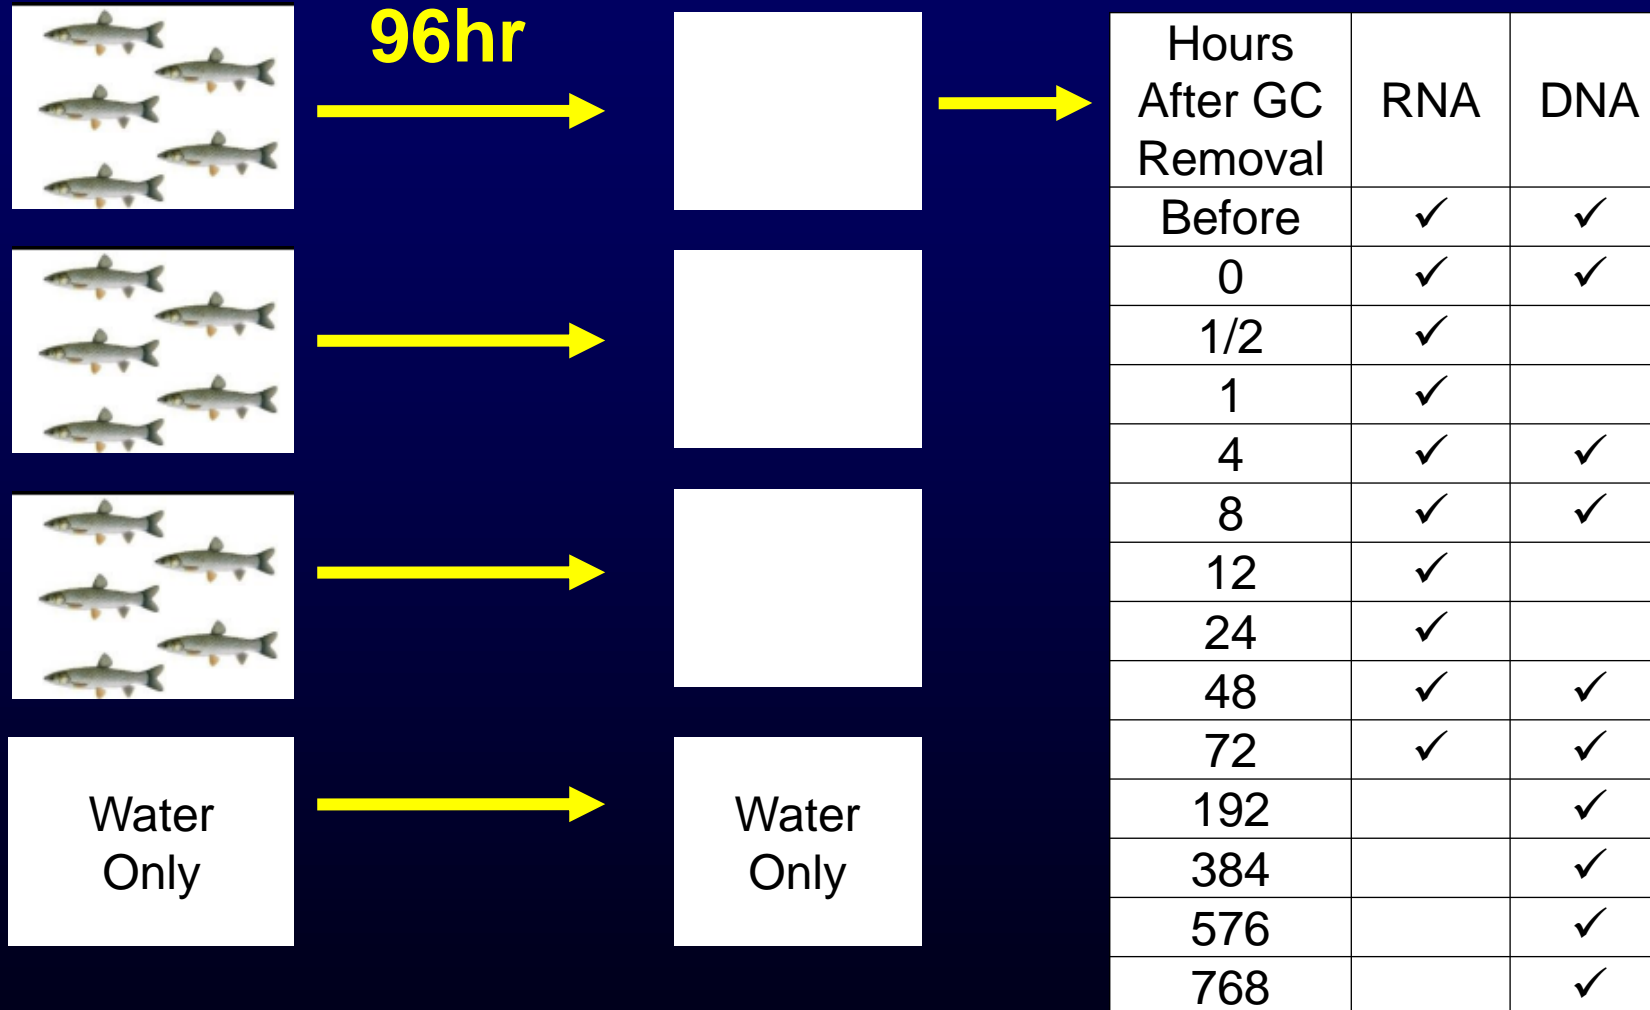 96hr
Water
Only
Water
Only
Hours
After GC
Removal
RNA
DNA
Before ✓ ✓
0 ✓ ✓
1/2 ✓
1 ✓
4 ✓ ✓
8 ✓ ✓
12 ✓
24 ✓
48 ✓ ✓
72 ✓ ✓
192 ✓
384 ✓
576 ✓
768 ✓